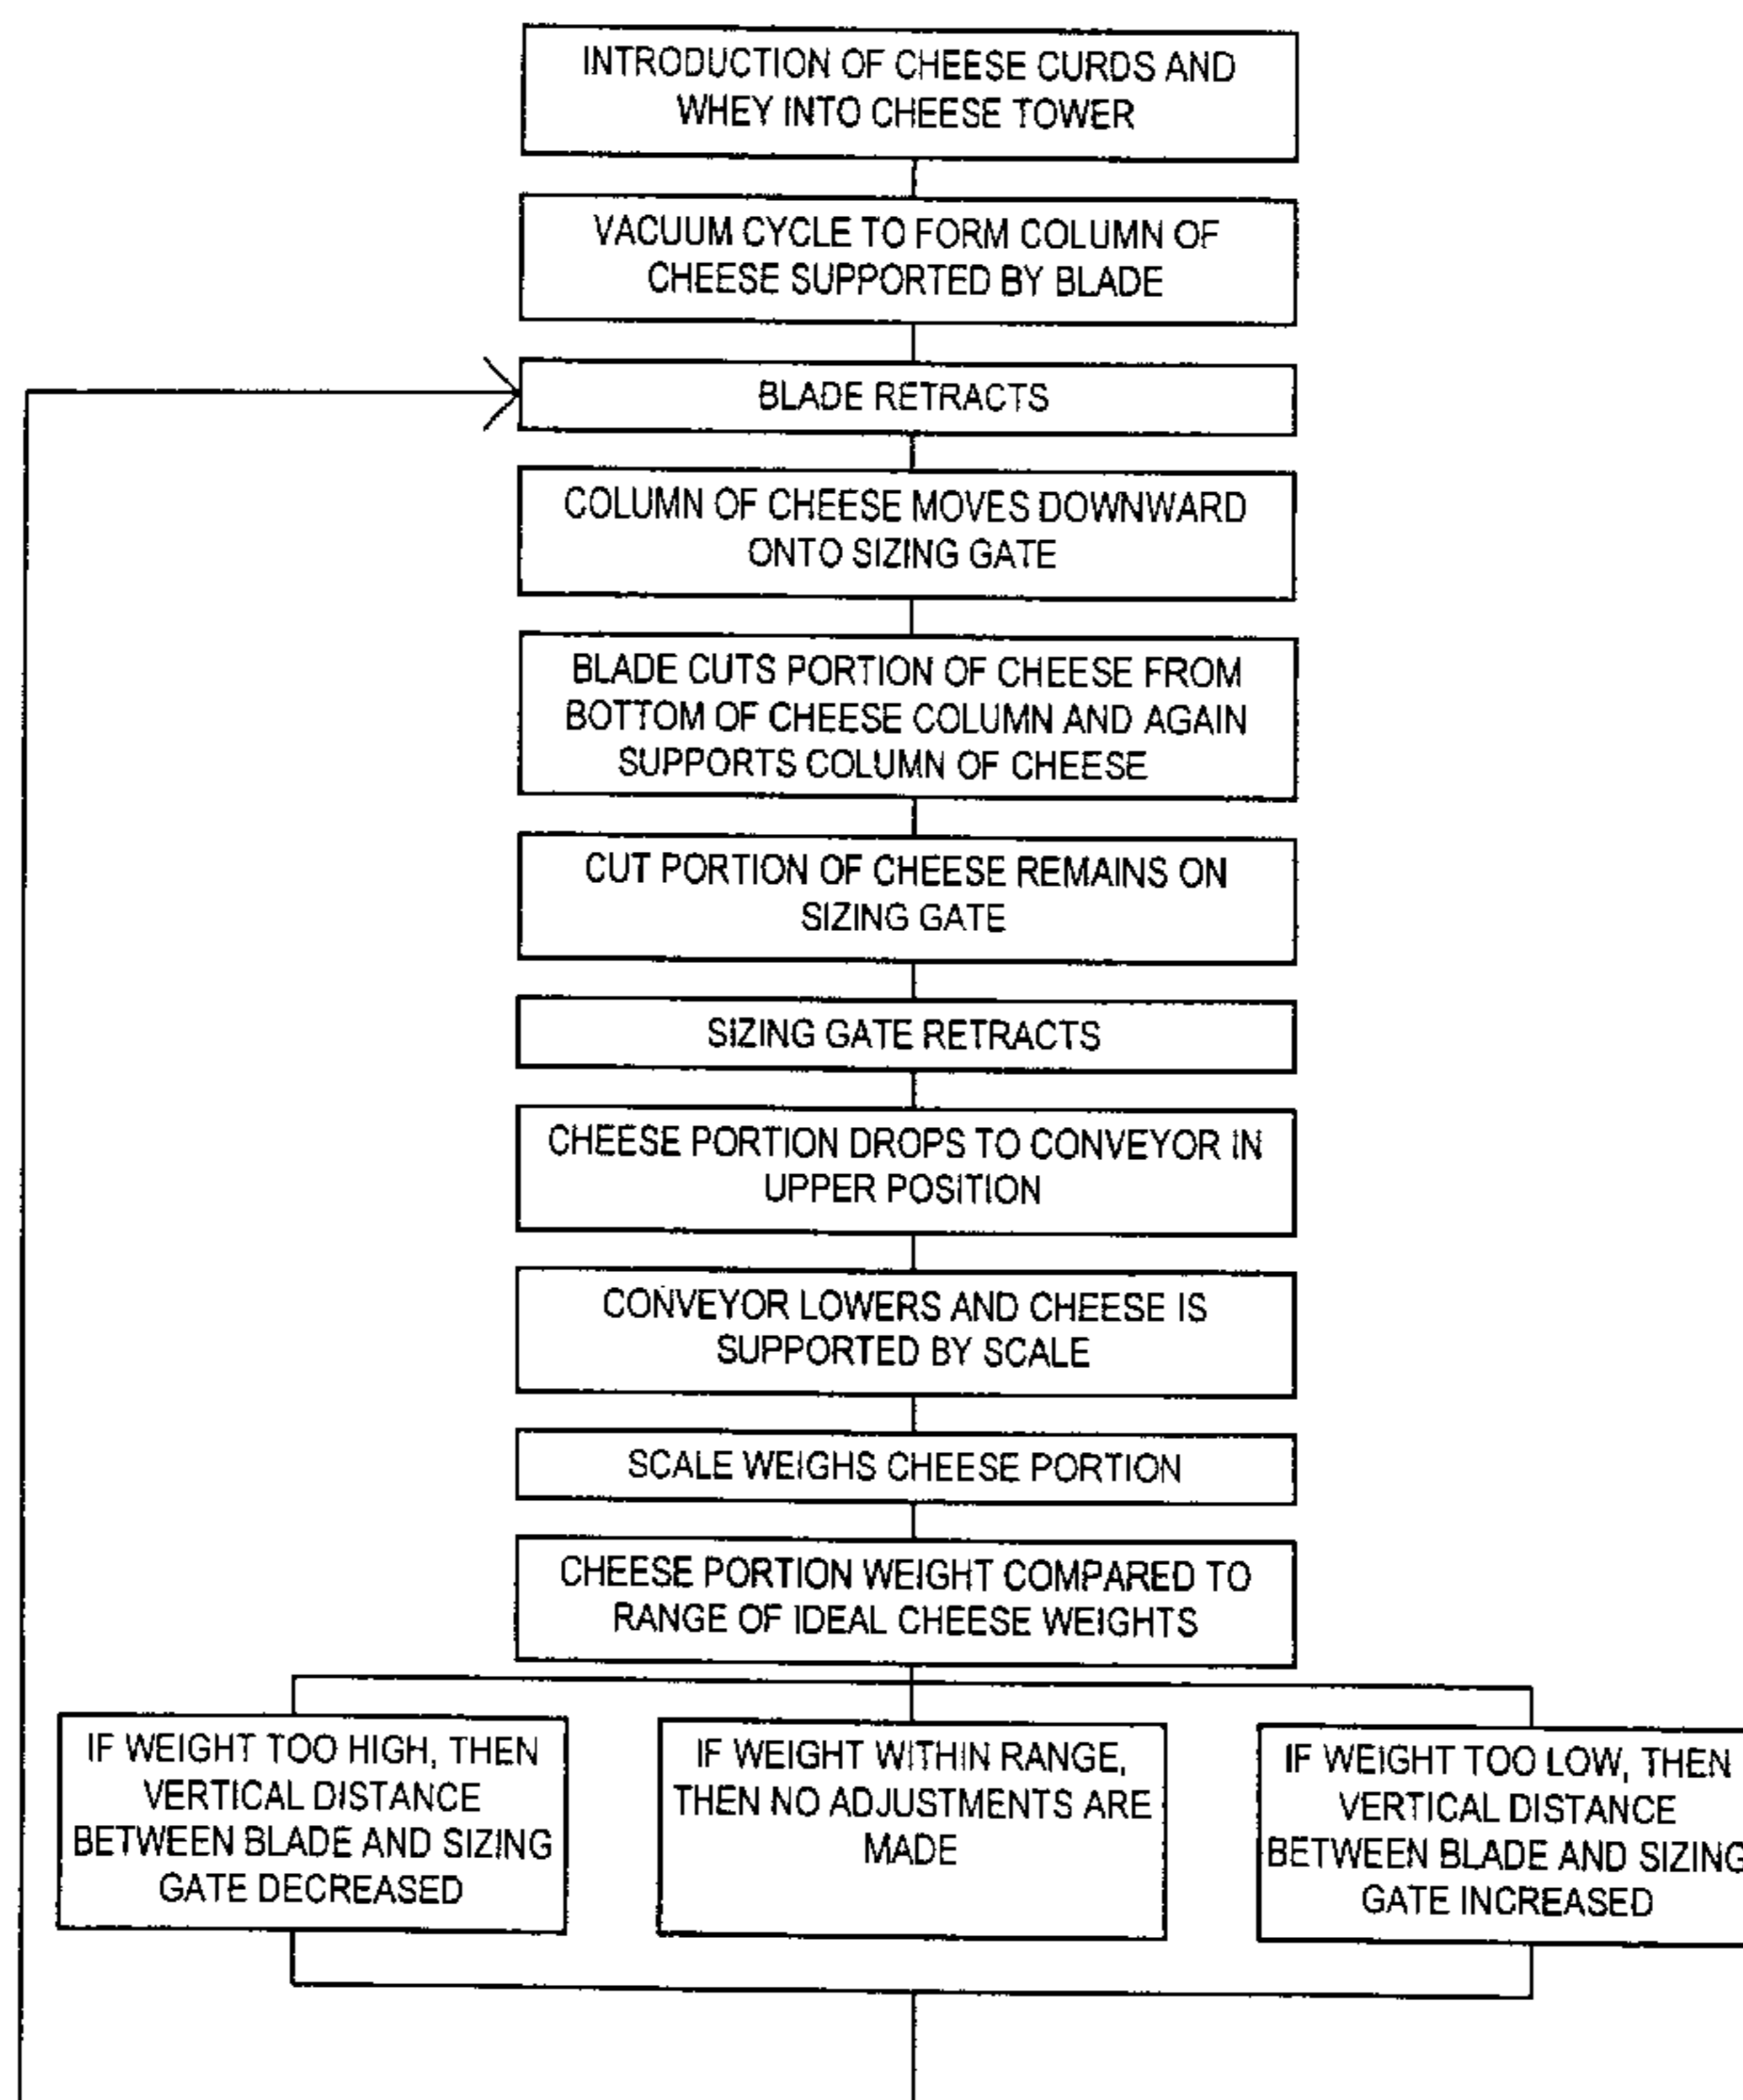 INTRODUCTION OF CHEESE CURDS AND
WHEY INTO CHEESE TOWER
VACUUM CYCLE TO FORM COLUMN OF
CHEESE SUPPORTED BY BLADE
BLADE RETRACTS
COLUMN OF CHEESE MOVES DOWNWARD
ONTO SIZING GATE
BLADE CUTS PORTION OF CHEESE FROM
BOTTOM OF CHEESE COLUMN AND AGAIN
SUPPORTS COLUMN OF CHEESE
CUT PORTION OF CHEESE REMAINS ON
SIZING GATE
SIZING GATE RETRACTS
CHEESE PORTION DROPS TO CONVEYOR IN
UPPER POSITION
CONVEYOR LOWERS AND CHEESE IS
SUPPORTED BY SCALE
SCALE WEIGHS CHEESE PORTION
CHEESE PORTION WEIGHT COMPARED TO
RANGE OF IDEAL CHEESE WEIGHTS
IF WEIGHT TOO HIGH, THEN
VERTICAL DISTANCE
BETWEEN BLADE AND SIZING
GATE DECREASED
IF WEIGHT WITHIN RANGE,
THEN NO ADJUSTMENTS ARE
MADE
IF WEIGHT TOO LOW, THEN
VERTICAL DISTANCE
BETWEEN BLADE AND SIZING
GATE INCREASED